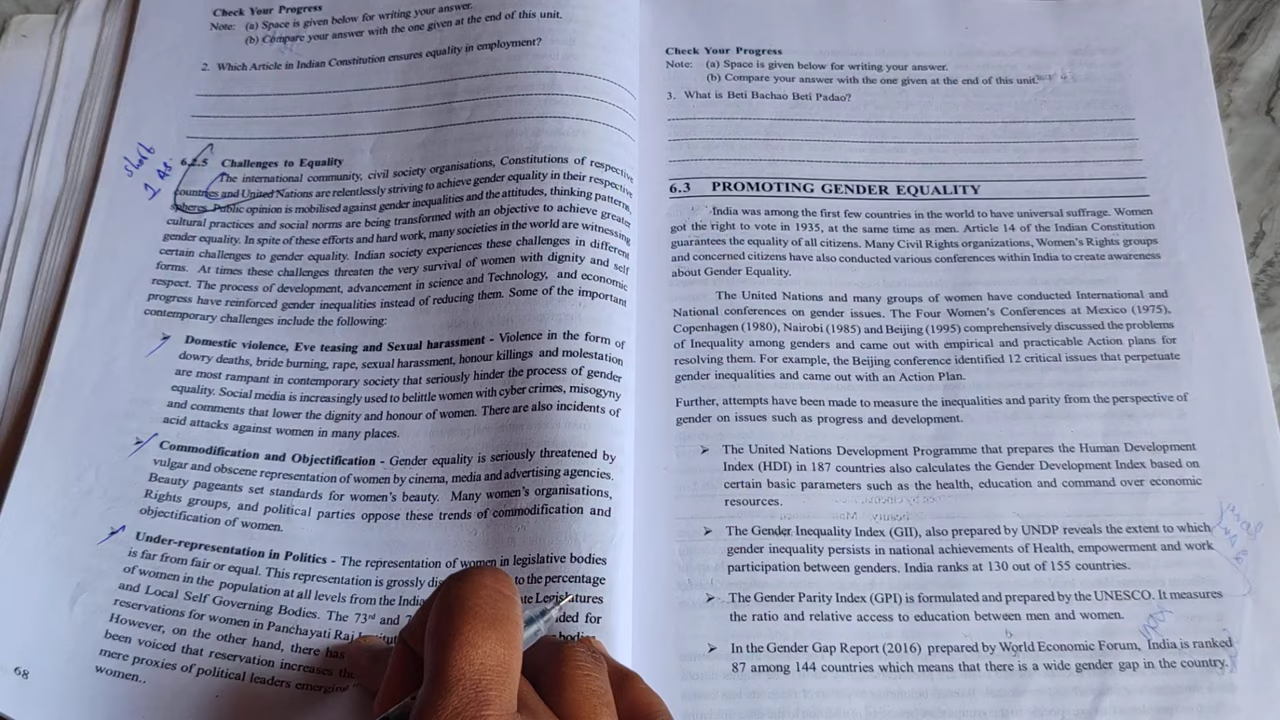 Check Your Progress
Note: (a) Space is given below for writing your answer.
(b) Compare your answer with the one given at the end of this unit.
2. Which Article in Indian Constitution ensures equality in employment?
short
6.2.5 Challenges to Equality
The international community, civil society organisations, Constitutions of respective
countries and United Nations are relentlessly striving to achieve gender equality in their respective
spheres. Public opinion is mobilised against gender inequalities and the attitudes, thinking patterns,
cultural practices and social norms are being transformed with an objective to achieve greater
gender equality. In spite of these efforts and hard work, many societies in the world are witnessing
certain challenges to gender equality. Indian society experiences these challenges in different
forms. At times these challenges threaten the very survival of women with dignity and self
respect. The process of development, advancement in science and Technology, and economic
progress have reinforced gender inequalities instead of reducing them. Some of the important
contemporary challenges include the following:
➢ Domestic violence, Eve teasing and Sexual harassment - Violence in the form of
dowry deaths, bride burning, rape, sexual harassment, honour killings and molestation
are most rampant in contemporary society that seriously hinder the process of gender
equality. Social media is increasingly used to belittle women with cyber crimes, misogyny
and comments that lower the dignity and honour of women. There are also incidents of
acid attacks against women in many places.
➢ Commodification and Objectification - Gender equality is seriously threatened by
vulgar and obscene representation of women by cinema, media and advertising agencies.
Beauty pageants set standards for women's beauty. Many women's organisations,
Rights groups, and political parties oppose these trends of commodification and
objectification of women.
➢ Under-representation in Politics - The representation of women in legislative bodies
is far from fair or equal. This representation is grossly to the percentage
of women in the population at all levels from the Legislatures
and Local Self Governing Bodies. The 73rd and for
reservations for women in Panchayati Raj
However, on the other hand, there has
been voiced that reservation increases the
mere proxies of political leaders emerging
women..
68
Check Your Progress
Note: (a) Space is given below for writing your answer.
(b) Compare your answer with the one given at the end of this unit.
3. What is Beti Bachao Beti Padao?
6.3 PROMOTING GENDER EQUALITY
India was among the first few countries in the world to have universal suffrage. Women
got the right to vote in 1935, at the same time as men. Article 14 of the Indian Constitution
guarantees the equality of all citizens. Many Civil Rights organizations, Women's Rights groups
and concerned citizens have also conducted various conferences within India to create awareness
about Gender Equality.
The United Nations and many groups of women have conducted International and
National conferences on gender issues. The Four Women's Conferences at Mexico (1975),
Copenhagen (1980), Nairobi (1985) and Beijing (1995) comprehensively discussed the problems
of Inequality among genders and came out with empirical and practicable Action plans for
resolving them. For example, the Beijing conference identified 12 critical issues that perpetuate
gender inequalities and came out with an Action Plan.
Further, attempts have been made to measure the inequalities and parity from the perspective of
gender on issues such as progress and development.
➢ The United Nations Development Programme that prepares the Human Development
Index (HDI) in 187 countries also calculates the Gender Development Index based on
certain basic parameters such as the health, education and command over economic
resources.
➢ The Gender Inequality Index (GII), also prepared by UNDP reveals the extent to which
gender inequality persists in national achievements of Health, empowerment and work
participation between genders. India ranks at 130 out of 155 countries.
➢ The Gender Parity Index (GPI) is formulated and prepared by the UNESCO. It measures
the ratio and relative access to education between men and women.
➢ In the Gender Gap Report (2016) prepared by World Economic Forum, India is ranked
87 among 144 countries which means that there is a wide gender gap in the country.